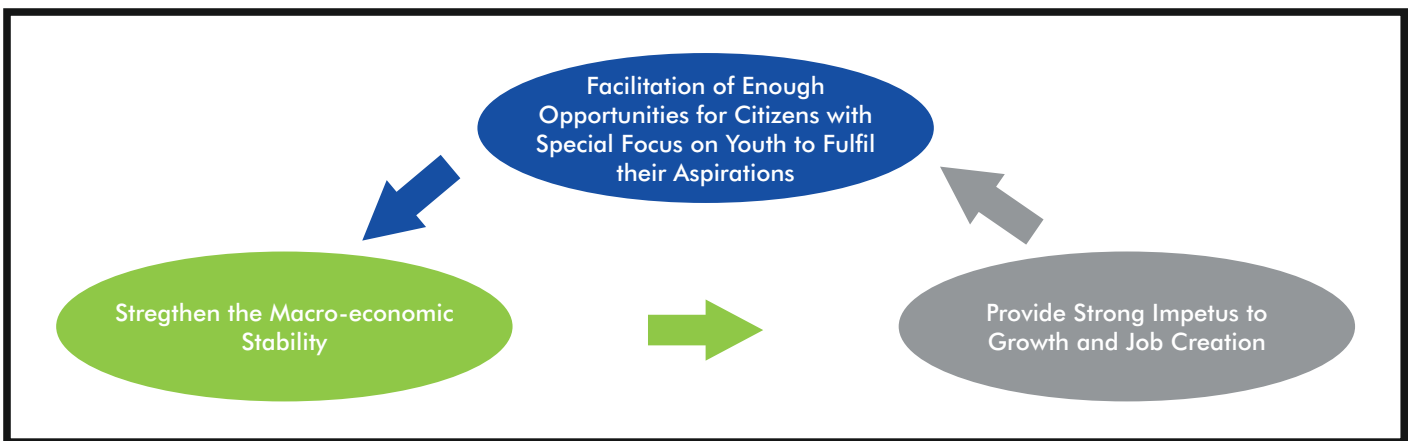 Facilitation of Enough
Opportunities for Citizens with
Special Focus on Youth to Fulfil
their Aspirations
Stregthen the Macro-economic
Stability
Provide Strong Impetus to
Growth and Job Creation